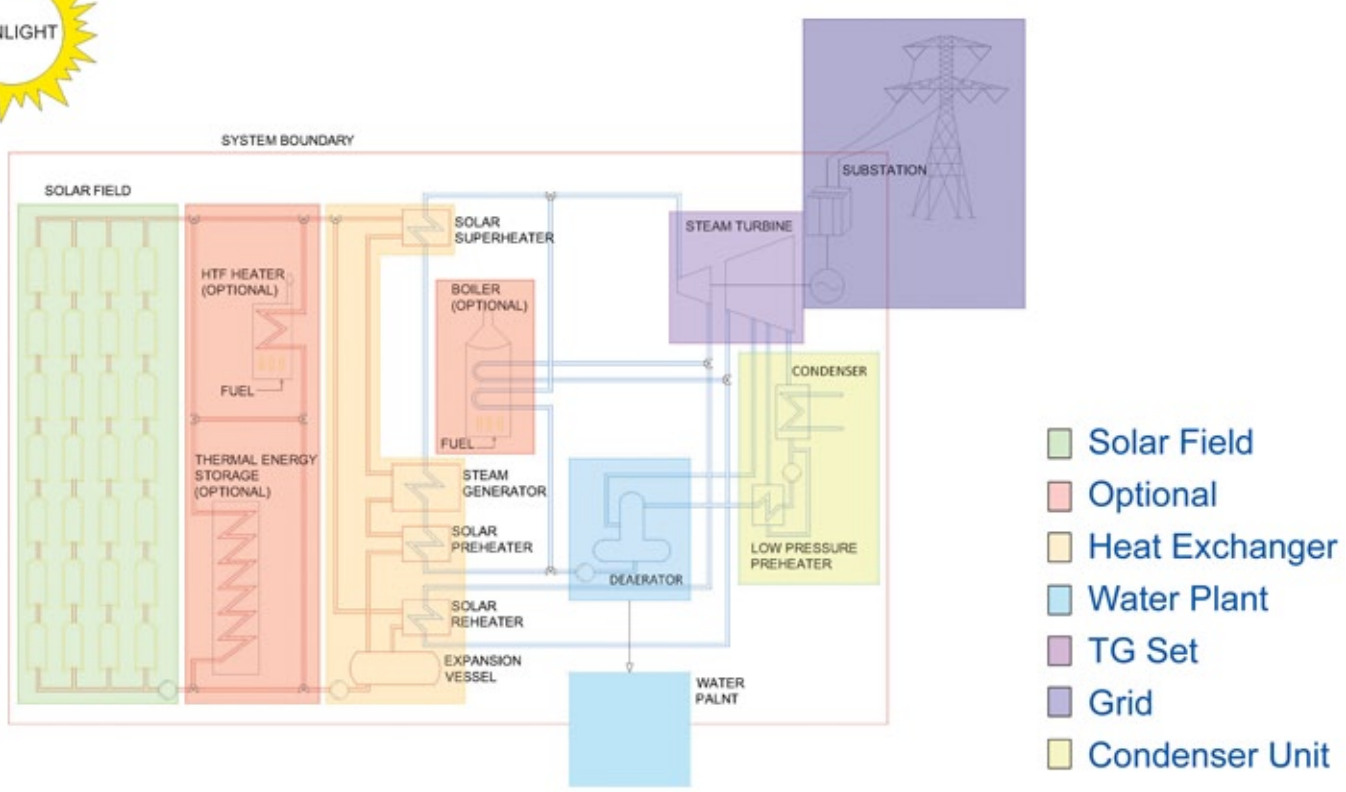 NLIGHT
SYSTEM BOUNDARY
SOLAR FIELD
SUBSTATION
STEAM TURBINE
SOLAR
SUPERHEATER
HTF HEATER
(OPTIONAL)
BOILER
(OPTIONAL)
CONDENSER
FUEL
FUEL
THERMAL ENERGY
STORAGE
(OPTIONAL)
STEAM
GENERATOR
SOLAR
PREHEATER
LOW PRESSURE
PREHEATER
DEAERATOR
SOLAR
REHEATER
EXPANSION
VESSEL
WATER
PALNT
Solar Field
Optional
Heat Exchanger
Water Plant
TG Set
Grid
Condenser Unit